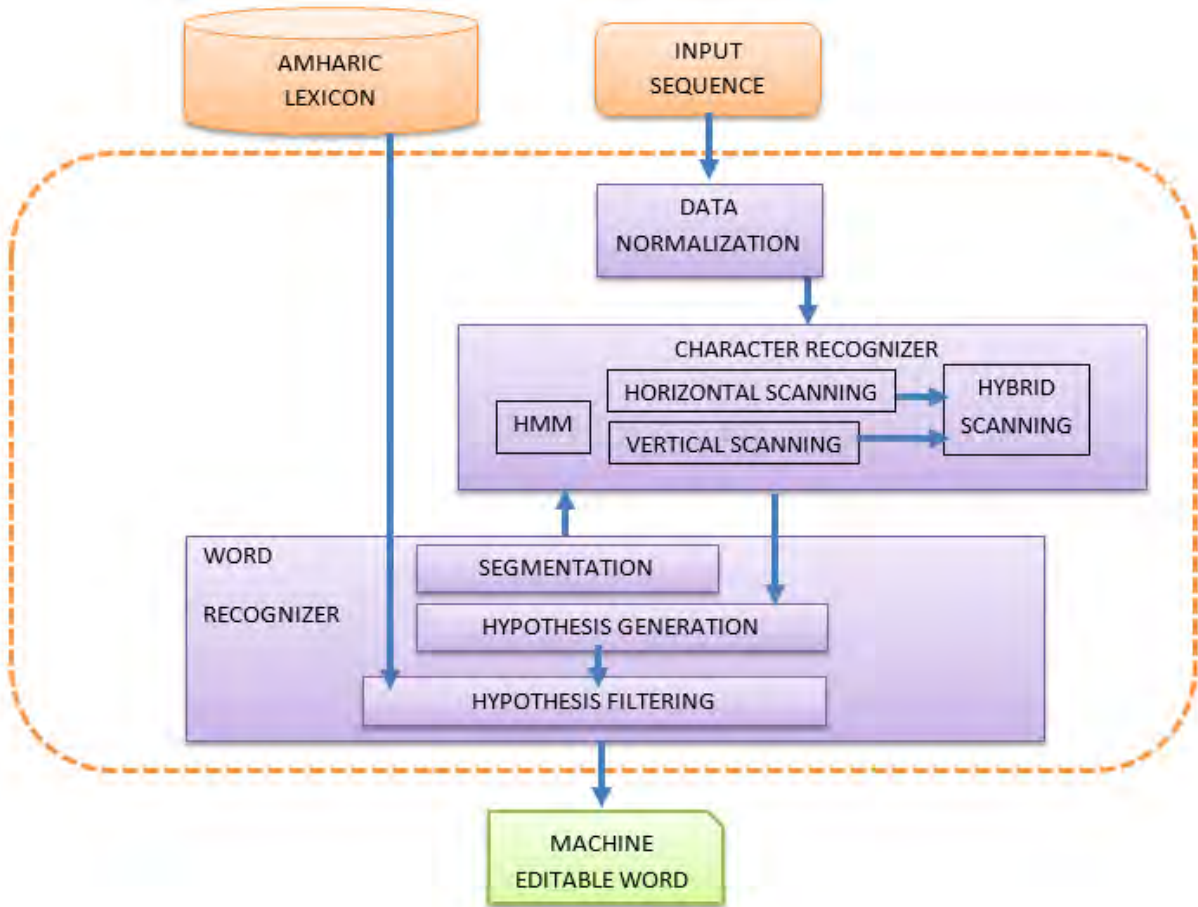 AMHARIC
LEXICON
INPUT
SEQUENCE
DATA
NORMALIZATION
CHARACTER RECOGNIZER
HMM
HORIZONTAL SCANNING
VERTICAL SCANNING
HYBRID
SCANNING
WORD
RECOGNIZER
SEGMENTATION
HYPOTHESIS GENERATION
HYPOTHESIS FILTERING
MACHINE
EDITABLE WORD